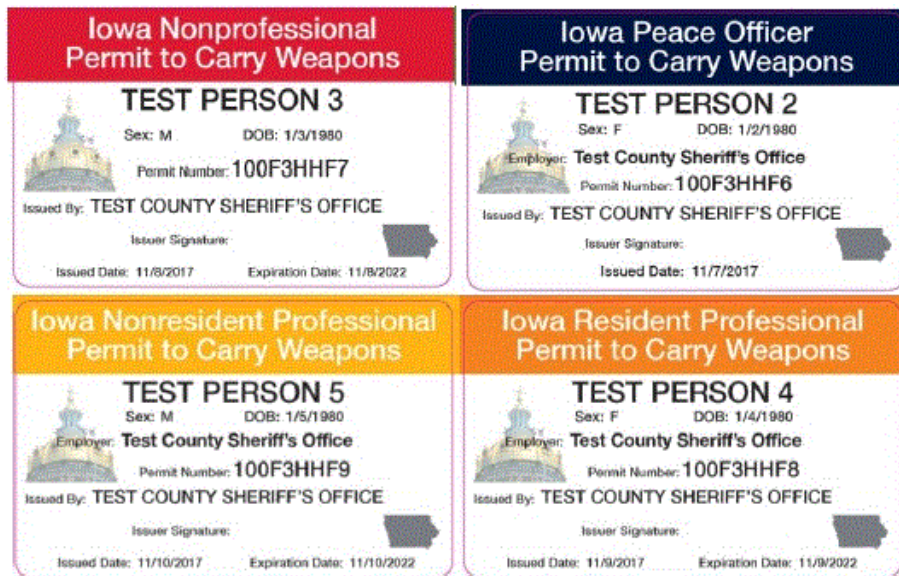 Iowa Nonprofessional
Permit to Carry Weapons
TEST PERSON 3
Sex: M DOB: 1/3/1980
Permit Number: 100F3HHF7
Issued By: TEST COUNTY SHERIFF'S OFFICE
Issuer Signature:
Issued Date: 11/8/2017 Expiration Date: 11/8/2022
Iowa Peace Officer
Permit to Carry Weapons
TEST PERSON 2
Sex: F DOB: 1/2/1980
Employer: Test County Sheriff's Office
Permit Number: 100F3HHF6
Issued By: TEST COUNTY SHERIFF'S OFFICE
Issuer Signature:
Issued Date: 11/7/2017
Iowa Nonresident Professional
Permit to Carry Weapons
TEST PERSON 5
Sex: M DOB: 1/5/1980
Employer: Test County Sheriff's Office
Permit Number: 100F3HHF9
Issued By: TEST COUNTY SHERIFF'S OFFICE
Issuer Signature:
Issued Date: 11/10/2017 Expiration Date: 11/10/2022
Iowa Resident Professional
Permit to Carry Weapons
TEST PERSON 4
Sex: F DOB: 1/4/1980
Employer: Test County Sheriff's Office
Permit Number: 100F3HHF8
Issued By: TEST COUNTY SHERIFF'S OFFICE
Issuer Signature:
Issued Date: 11/9/2017 Expiration Date: 11/9/2022